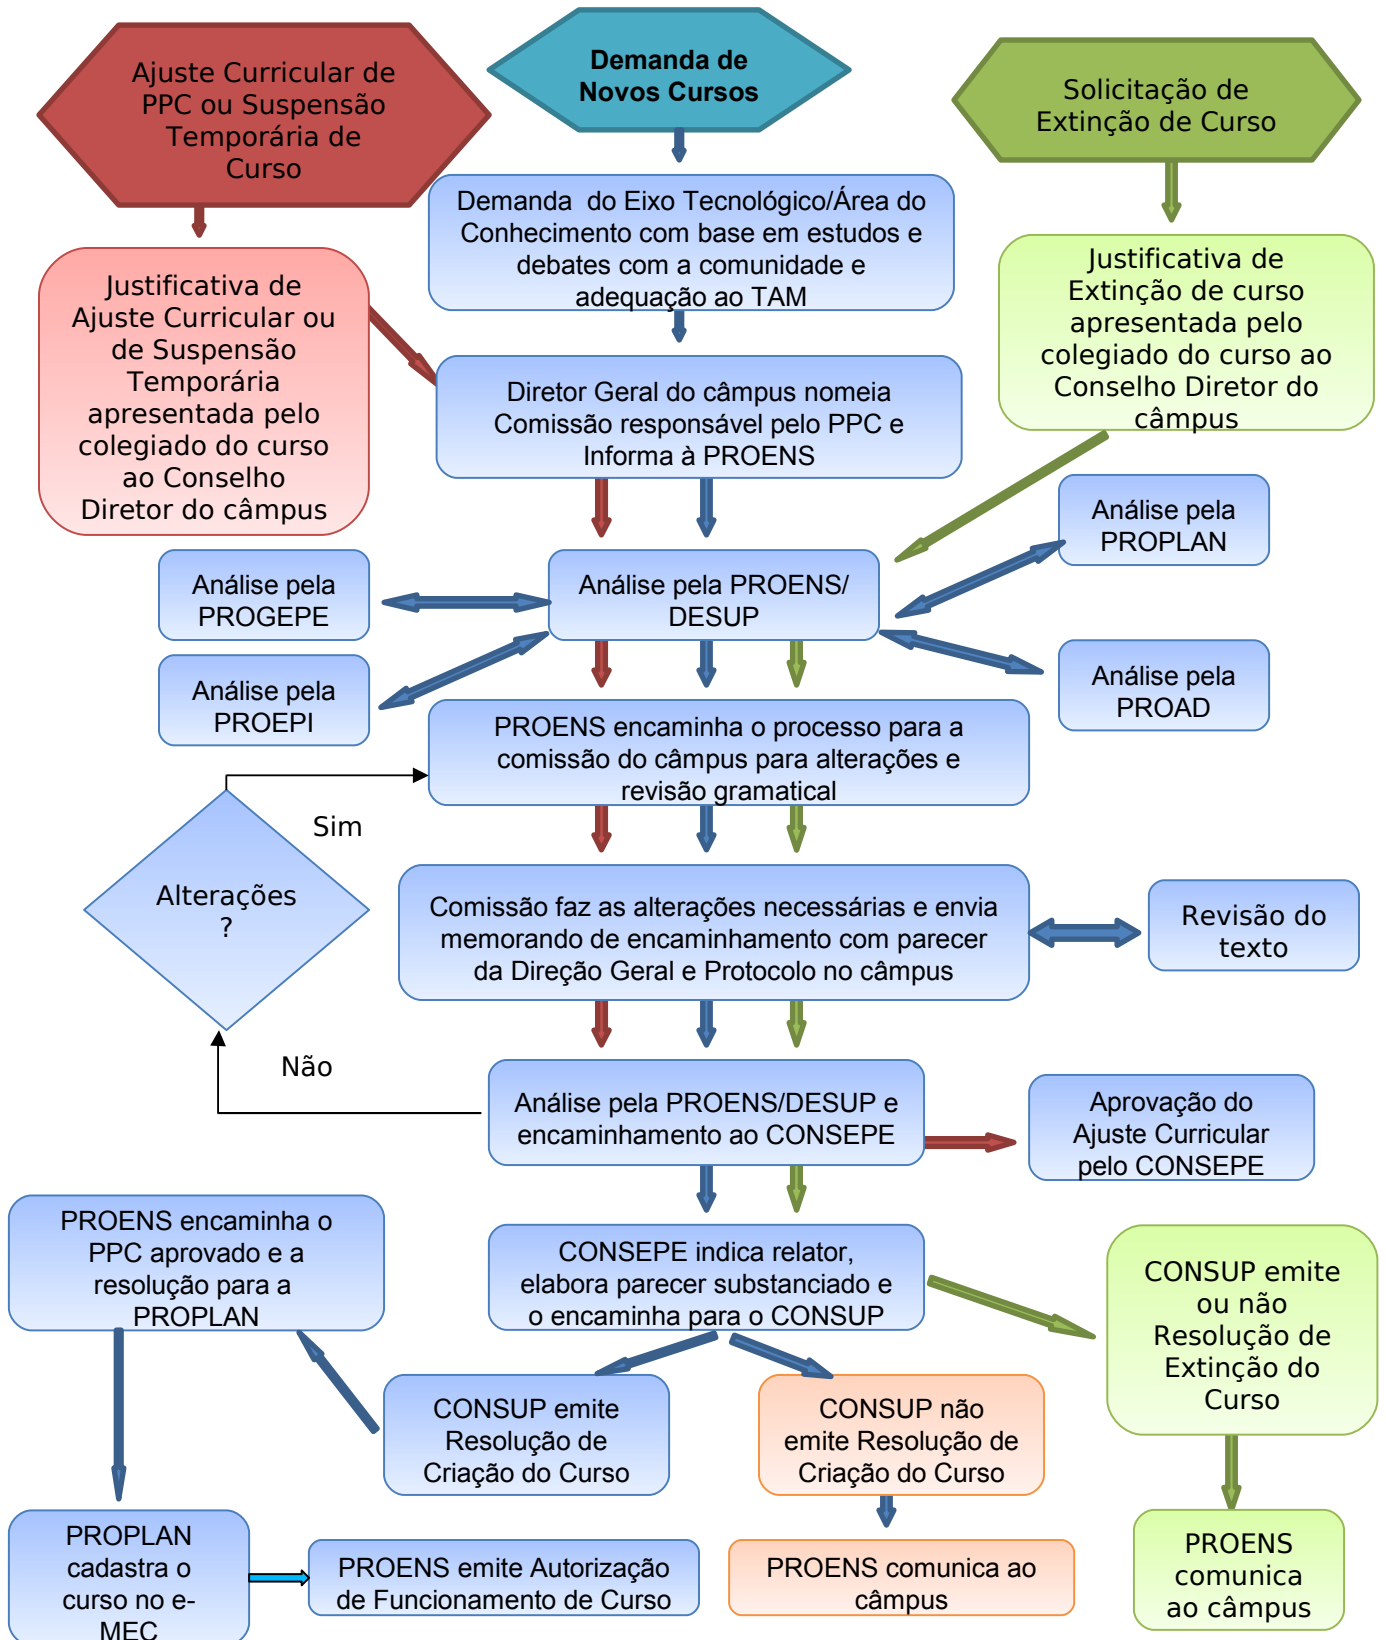 Ajuste Curricular de
PPC ou Suspensão
Temporária de
Curso
Demanda de
Novos Cursos
Solicitação de
Extinção de Curso
Demanda do Eixo Tecnológico/Área do
Conhecimento com base em estudos e
debates com a comunidade e
adequação ao TAM
Justificativa de
Ajuste Curricular ou
de Suspensão
Temporária
apresentada pelo
colegiado do curso
ao Conselho
Diretor do câmpus
Justificativa de
Extinção de curso
apresentada pelo
colegiado do curso ao
Conselho Diretor do
câmpus
Diretor Geral do câmpus nomeia
Comissão responsável pelo PPC e
Informa à PROENS
Análise pela
PROPLAN
Análise pela
PROGEPE
Análise pela PROENS/
DESUP
Análise pela
PROEPI
Análise pela
PROAD
PROENS encaminha o processo para a
comissão do câmpus para alterações e
revisão gramatical
Sim
Alterações
?
Comissão faz as alterações necessárias e envia
memorando de encaminhamento com parecer
da Direção Geral e Protocolo no câmpus
Revisão do
texto
Não
Análise pela PROENS/DESUP e
encaminhamento ao CONSEPE
Aprovação do
Ajuste Curricular
pelo CONSEPE
PROENS encaminha o
PPC aprovado e a
resolução para a
PROPLAN
CONSEPE indica relator,
elabora parecer substanciado e
o encaminha para o CONSUP
CONSUP emite
ou não
Resolução de
Extinção do
Curso
CONSUP emite
Resolução de
Criação do Curso
CONSUP não
emite Resolução de
Criação do Curso
PROPLAN
cadastra o
curso no e-
MEC
PROENS emite Autorização
de Funcionamento de Curso
PROENS comunica ao
câmpus
PROENS
comunica
ao câmpus